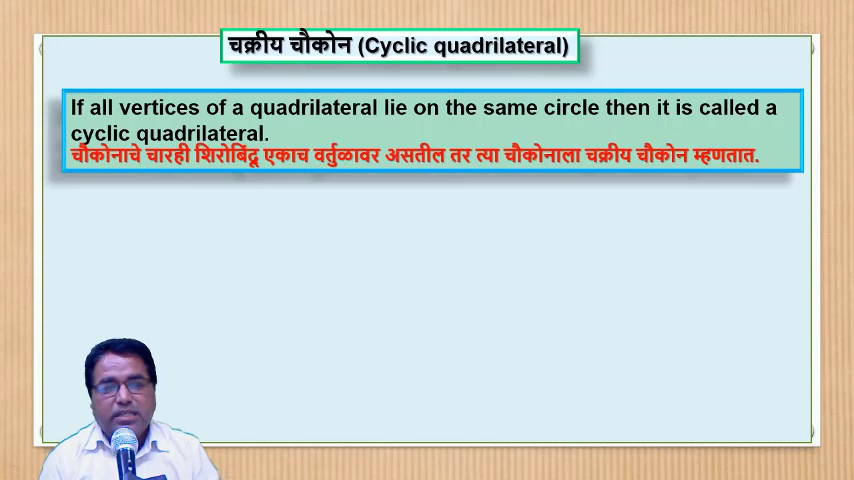 चक्रीय चौकोन (Cyclic quadrilateral)
If all vertices of a quadrilateral lie on the same circle then it is called a
cyclic quadrilateral.
चौकोनाचे चारही शिरोबिंदू एकाच वर्तुळावर असतील तर त्या चौकोनाला चक्रीय चौकोन म्हणतात.